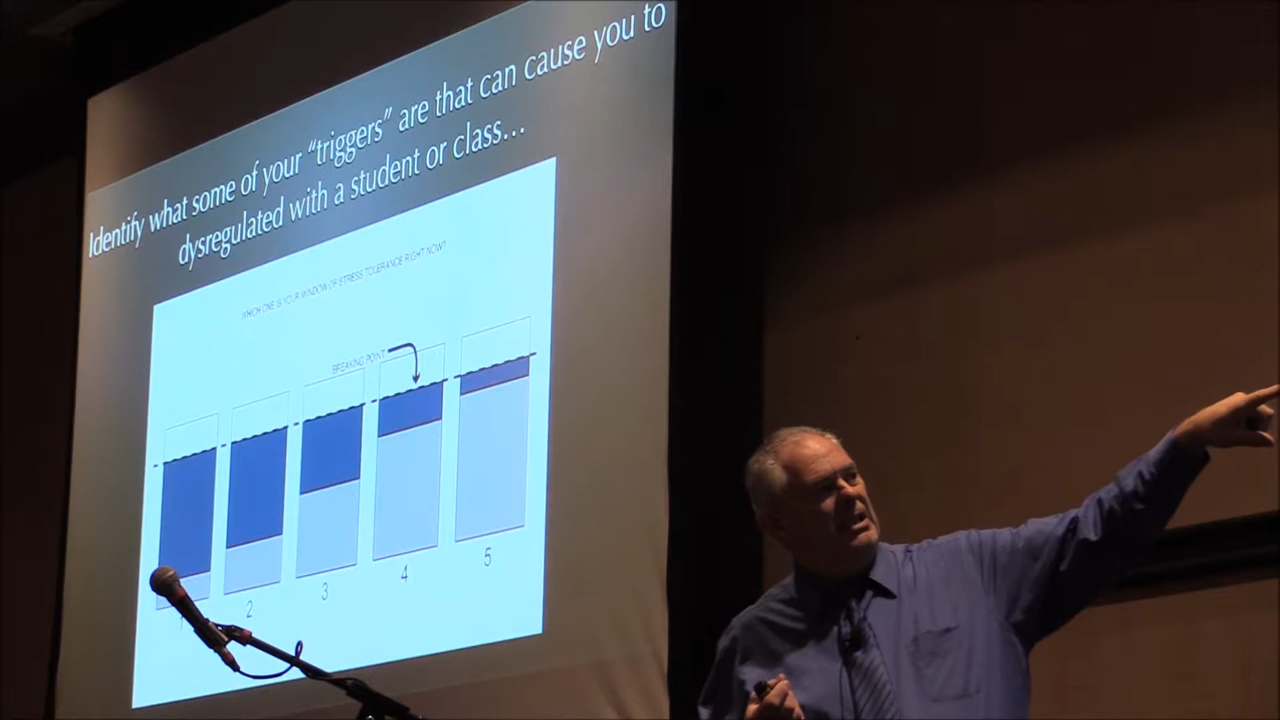 Identify what some of your “triggers” are that can cause you to
dysregulated with a student or class...
WHICH ONE IS YOUR WINDOW OF STRESS TOLERANCE RIGHT NOW?
BREAKING POINT
2
3
4
5